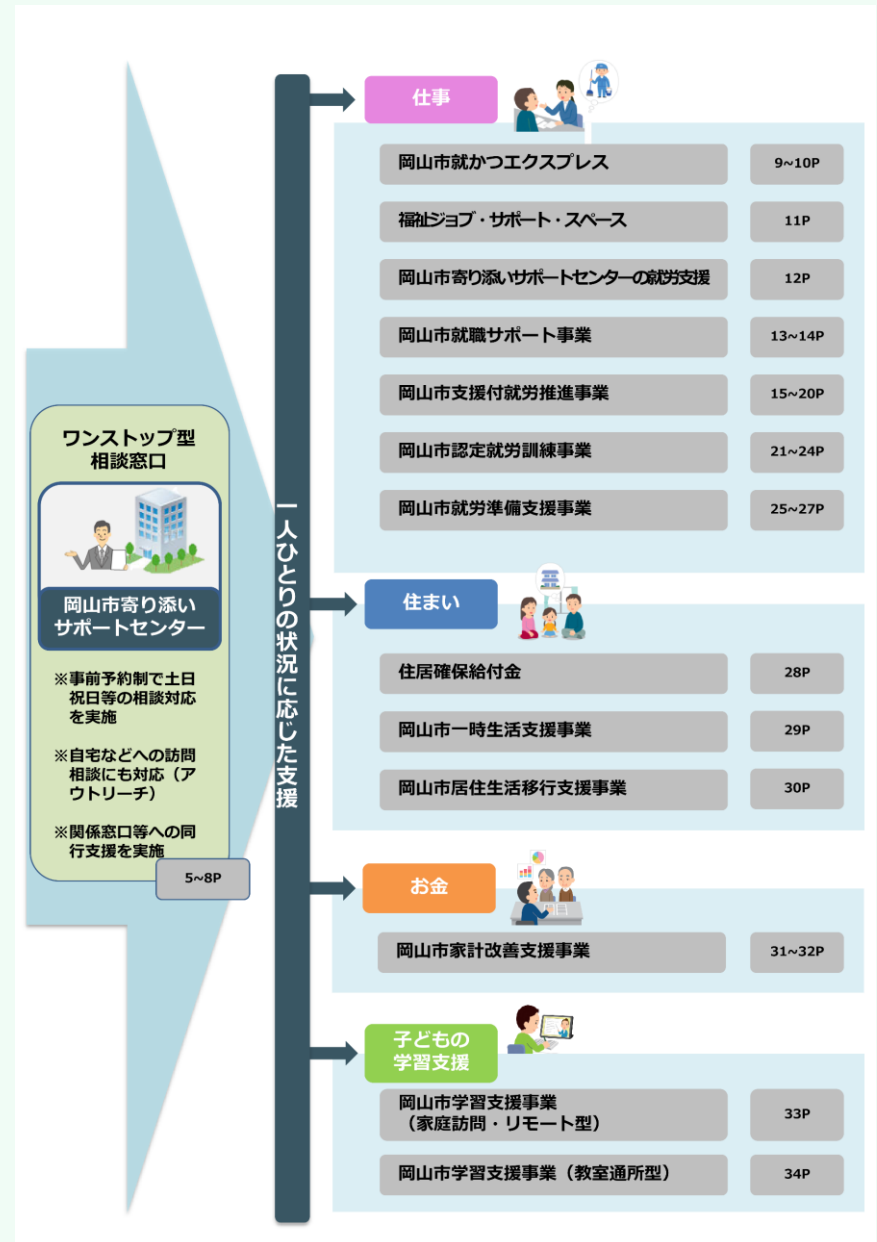 ワンストップ型
相談窓口
岡山市寄り添い
サポートセンター
※事前予約制で土日
祝日等の相談対応
を実施
※自宅などへの訪問
相談にも対応（ア
ウトリーチ）
※関係窓口等への同
行支援を実施
5~8P
一人ひとりの状況に応じた支援
仕事
岡山市就かつエクスプレス 9~10P
福祉ジョブ・サポート・スペース 11P
岡山市寄り添いサポートセンターの就労支援 12P
岡山市就職サポート事業 13~14P
岡山市支援付就労推進事業 15~20P
岡山市認定就労訓練事業 21~24P
岡山市就労準備支援事業 25~27P
住まい
住居確保給付金 28P
岡山市一時生活支援事業 29P
岡山市居住生活移行支援事業 30P
お金
岡山市家計改善支援事業 31~32P
子どもの
学習支援
岡山市学習支援事業
（家庭訪問・リモート型） 33P
岡山市学習支援事業（教室通所型） 34P